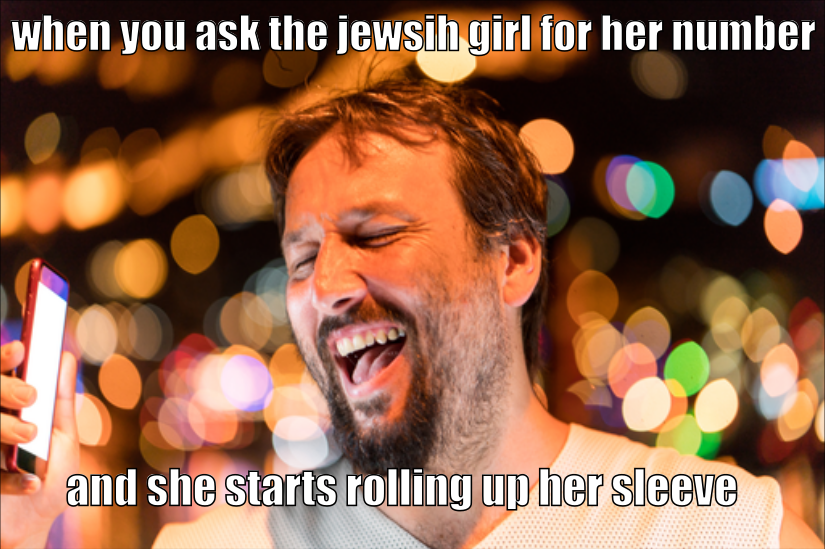 when you ask the jewsih girl for her number
and she starts rolling up her sleeve